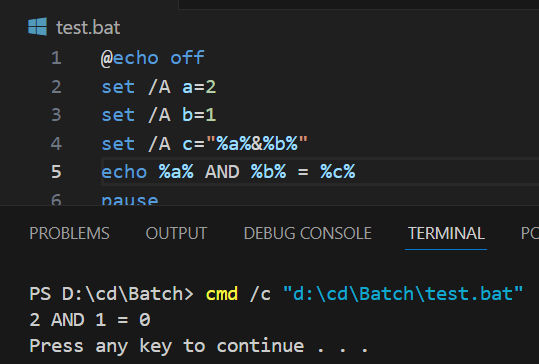 test.bat
1 @echo off
2 set /A a=2
3 set /A b=1
4 set /A c="%a%&%b%"
5 echo %a% AND %b% = %c%
6 pause
PROBLEMS OUTPUT DEBUG CONSOLE TERMINAL PO
PS D:\cd\Batch> cmd /c "d:\cd\Batch\test.bat"
2 AND 1 = 0
Press any key to continue . . .